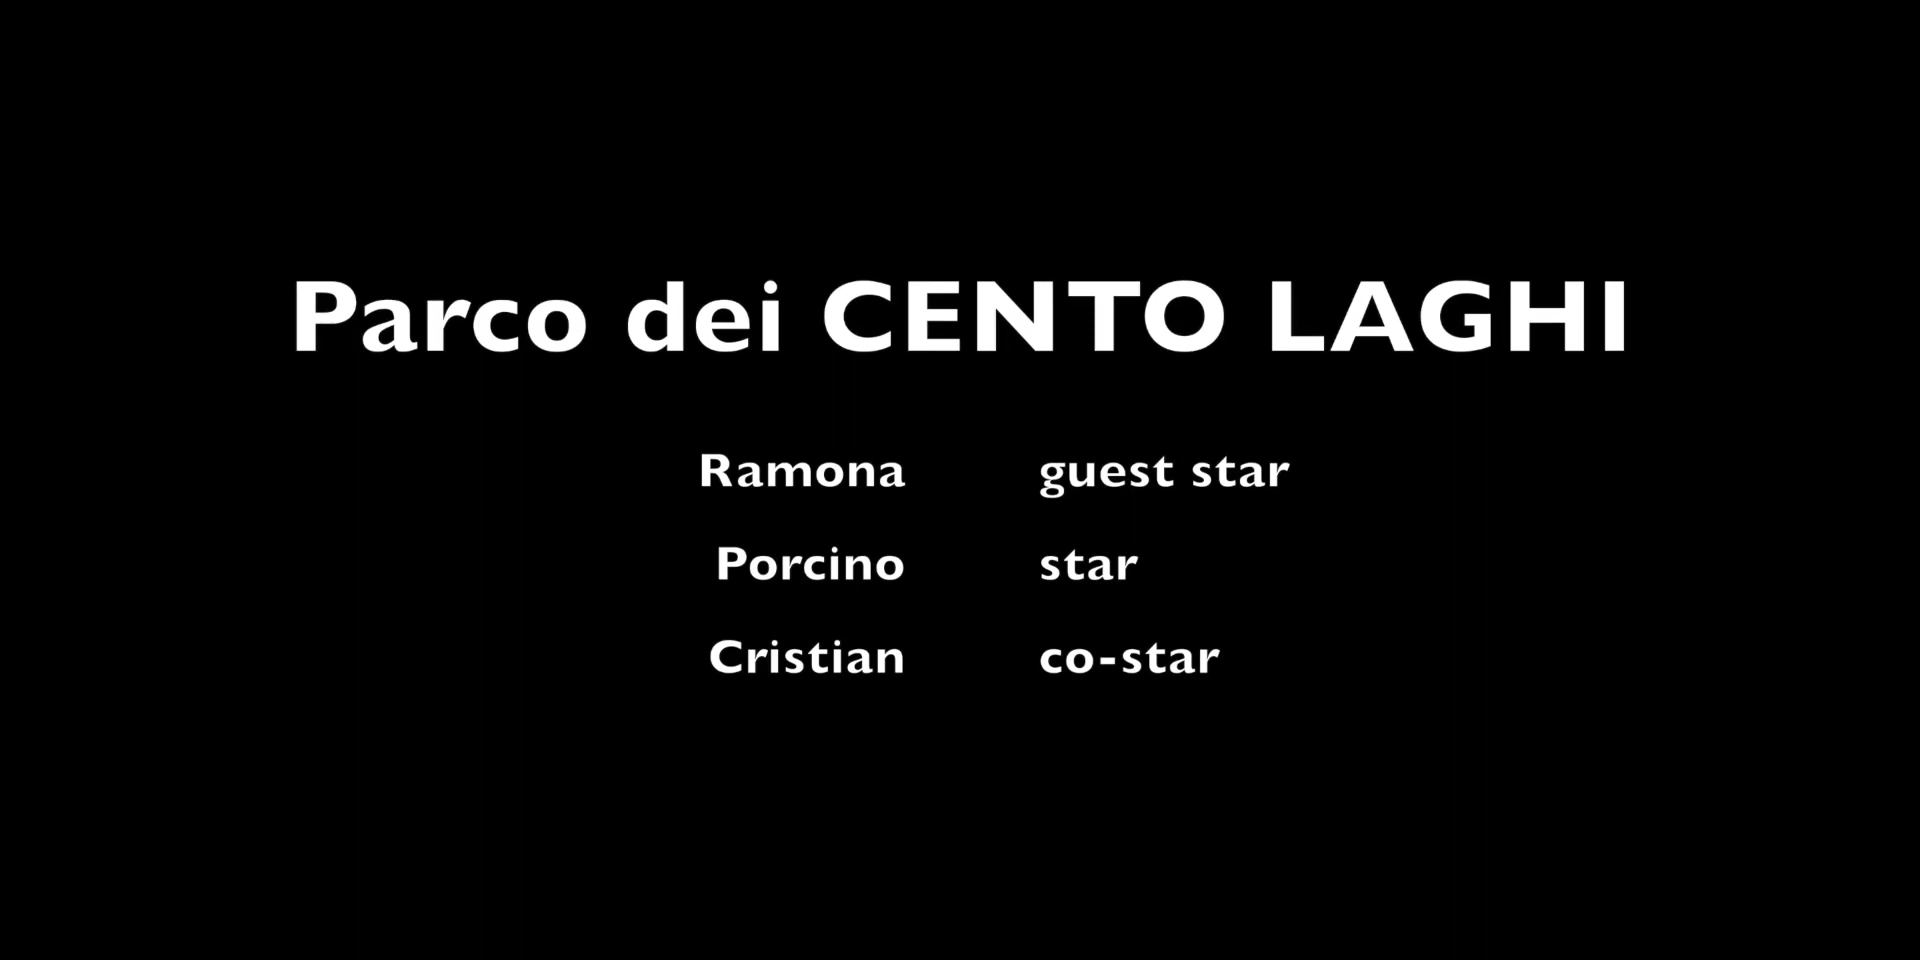 Parco dei CENTO LAGHI
Ramona guest star
Porcino star
Cristian co-star